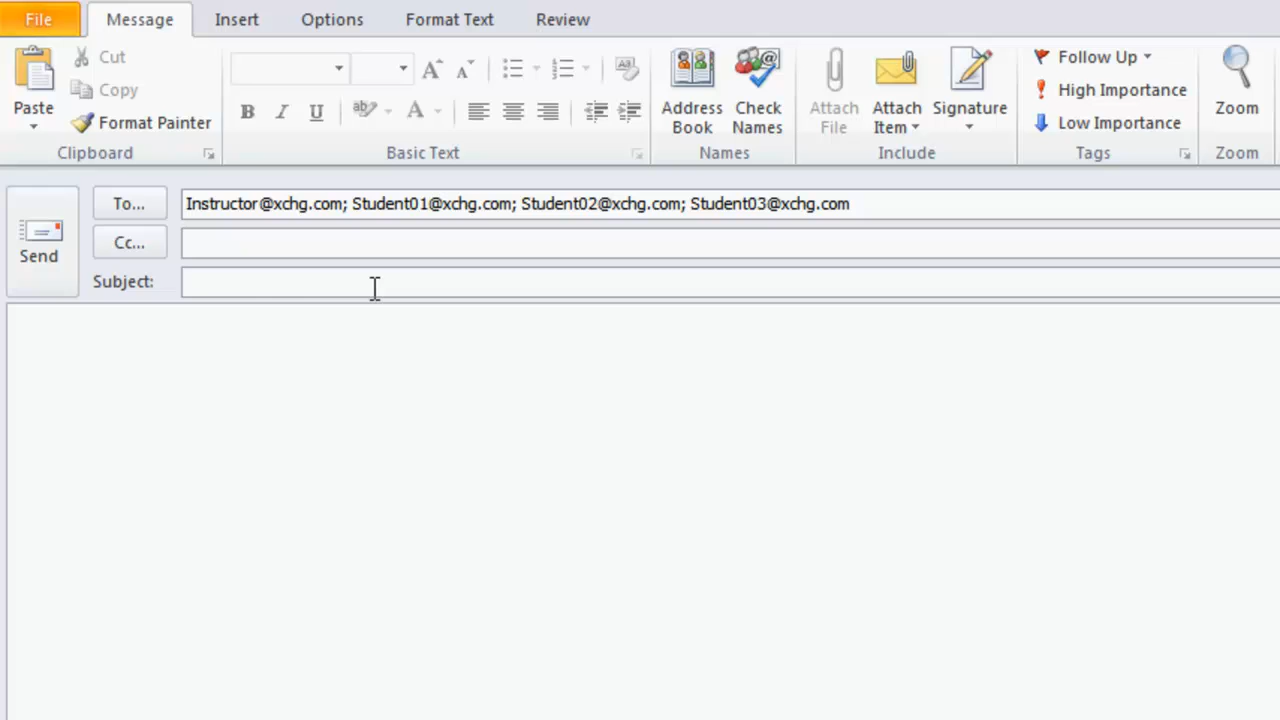 File Message Insert Options Format Text Review
Cut
Copy
Format Painter
Paste
Clipboard
B I U
Basic Text
Address Book
Check Names
Names
Attach File
Attach Item
Signature
Include
Follow Up
High Importance
Low Importance
Tags
Zoom
Zoom
Send
To... Instructor@xchg.com; Student01@xchg.com; Student02@xchg.com; Student03@xchg.com
Cc...
Subject: